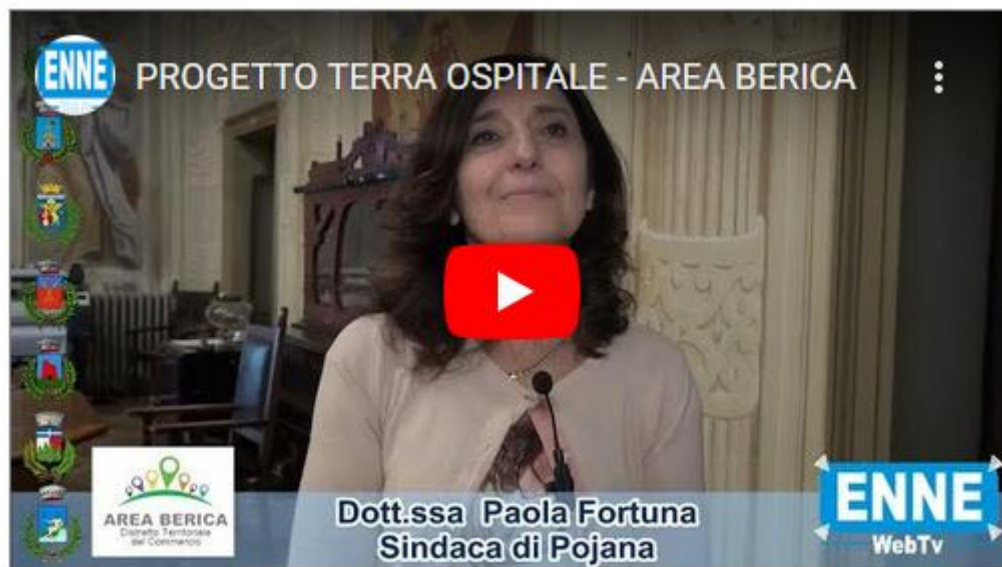 ENNE
PROGETTO TERRA OSPITALE - AREA BERICA
AREA BERICA
Distretto Territoriale
del Commercio
Dott.ssa Paola Fortuna
Sindaca di Pojana
ENNE
WebTv